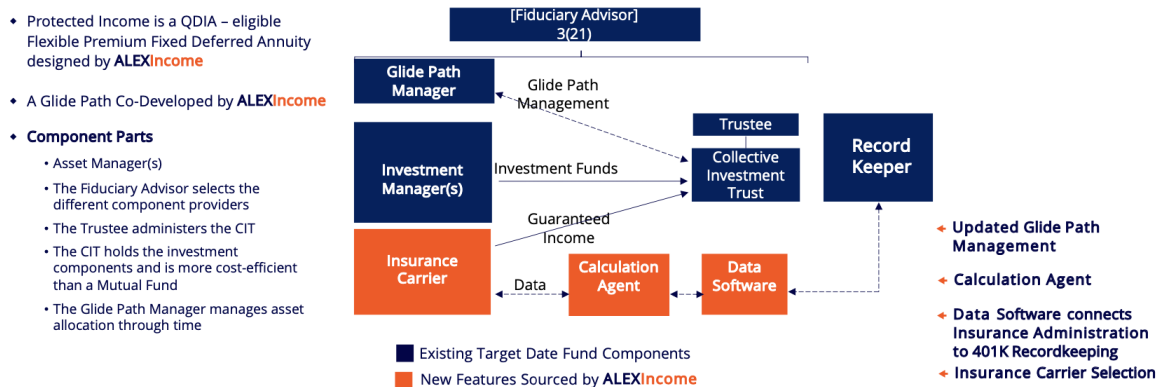 Protected Income is a QDIA – eligible
Flexible Premium Fixed Deferred Annuity
designed by ALEXIncome
A Glide Path Co-Developed by ALEXIncome
Component Parts
• Asset Manager(s)
• The Fiduciary Advisor selects the
different component providers
• The Trustee administers the CIT
• The CIT holds the investment
components and is more cost-efficient
than a Mutual Fund
• The Glide Path Manager manages asset
allocation through time
[Fiduciary Advisor]
3(21)
Glide Path
Manager
Glide Path
Management
Trustee
Investment
Manager(s)
Investment Funds
Collective
Investment
Trust
Record
Keeper
Guaranteed
Income
Insurance
Carrier
Data
Calculation
Agent
Data
Software
Updated Glide Path
Management
Calculation Agent
Data Software connects
Insurance Administration
to 401K Recordkeeping
Insurance Carrier Selection
Existing Target Date Fund Components
New Features Sourced by ALEXIncome